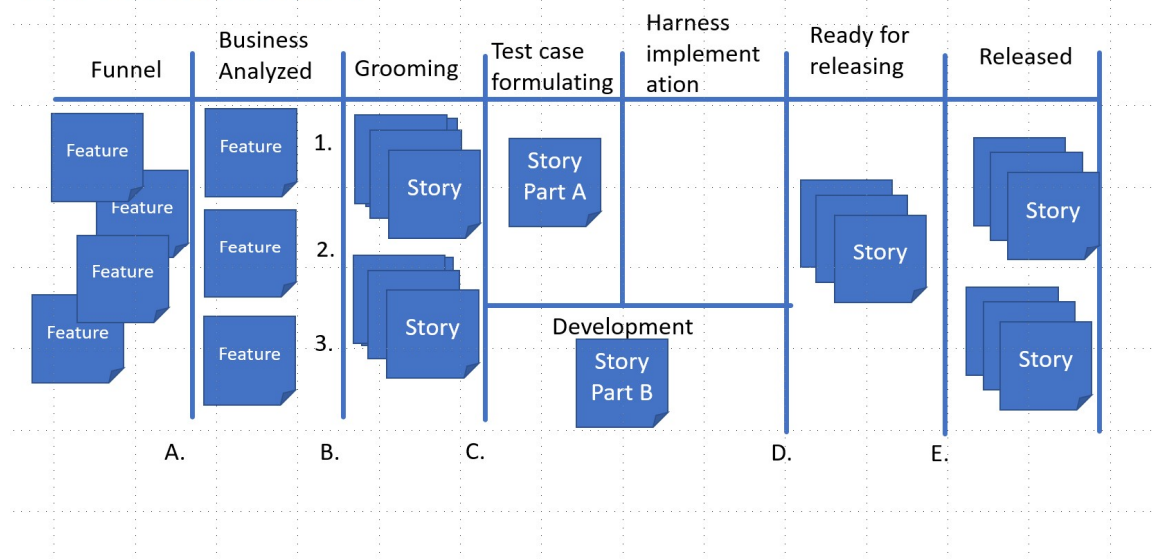 Funnel
Business
Analyzed
Grooming
Test case
formulating
Harness
implement
ation
Ready for
releasing
Released
Feature
Feature
Feature
Feature
Feature
Feature
Feature
1.
2.
3.
Story
Story
Story
Part A
Development
Story
Part B
Story
Story
Story
A.
B.
C.
D.
E.